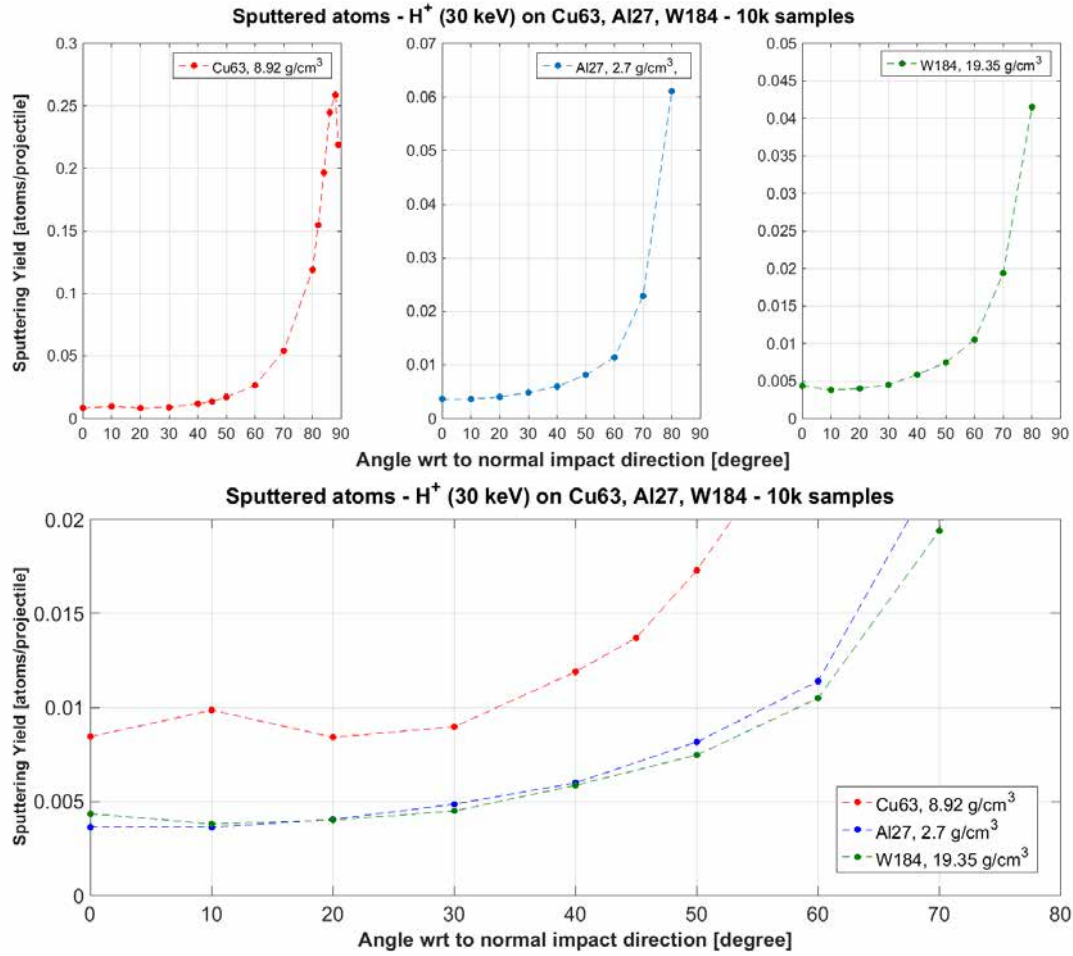 Sputtered atoms - H⁺ (30 keV) on Cu63, Al27, W184 - 10k samples
Sputtering Yield [atoms/projectile]
0.3
0.25
0.2
0.15
0.1
0.05
0
0 10 20 30 40 50 60 70 80 90
Cu63, 8.92 g/cm³
0.07
0.06
0.05
0.04
0.03
0.02
0.01
0
0 10 20 30 40 50 60 70 80 90
Al27, 2.7 g/cm³,
0.05
0.045
0.04
0.035
0.03
0.025
0.02
0.015
0.01
0.005
0
0 10 20 30 40 50 60 70 80 90
W184, 19.35 g/cm³
Angle wrt to normal impact direction [degree]
Sputtered atoms - H⁺ (30 keV) on Cu63, Al27, W184 - 10k samples
Sputtering Yield [atoms/projectile]
0.02
0.015
0.01
0.005
0
0 10 20 30 40 50 60 70 80
Cu63, 8.92 g/cm³
Al27, 2.7 g/cm³
W184, 19.35 g/cm³
Angle wrt to normal impact direction [degree]